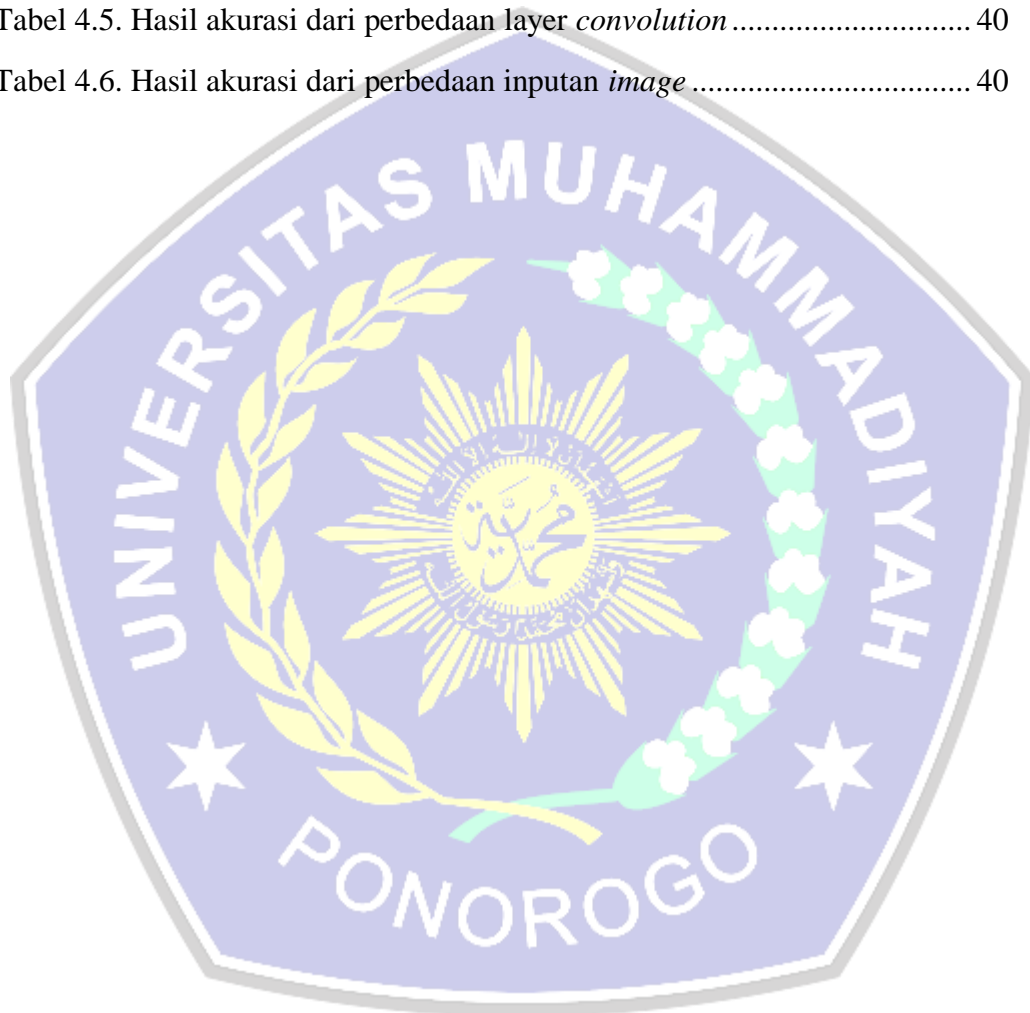 Tabel 4.5. Hasil akurasi dari perbedaan layer convolution .............................. 40
Tabel 4.6. Hasil akurasi dari perbedaan inputan image ................................... 40
UNIVERSITAS MUHAMMADIYAH
محمدية
PONOROGO